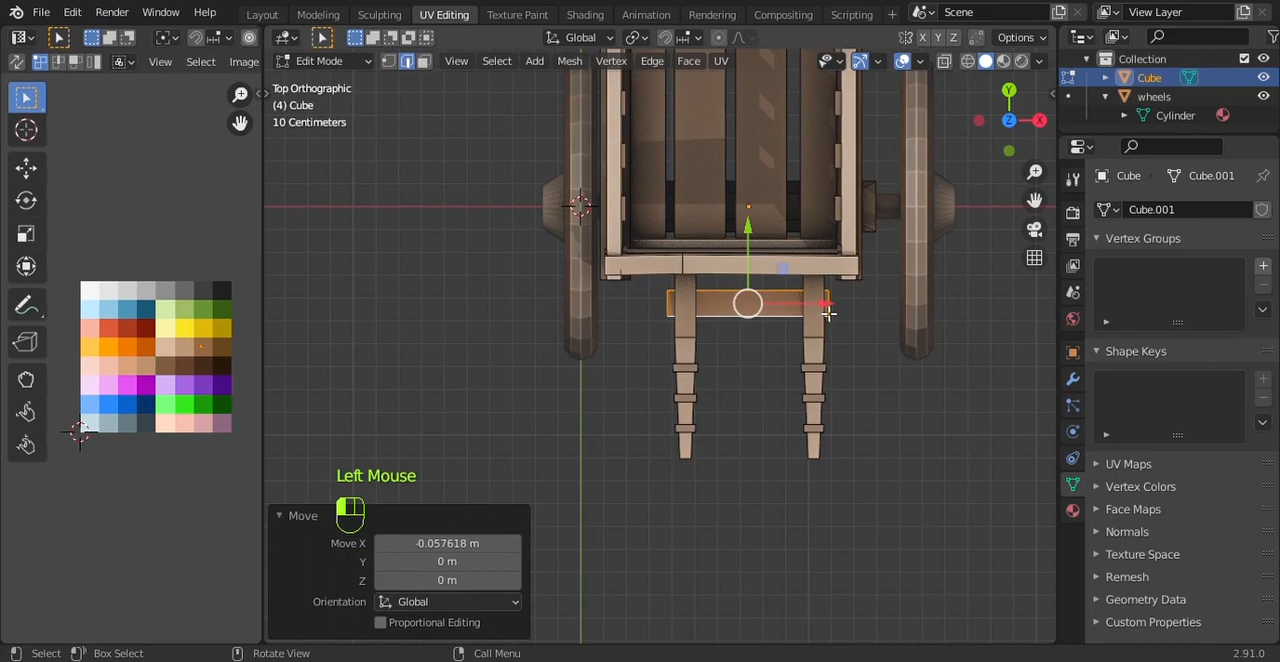 File Edit Render Window Help
Layout Modeling Sculpting UV Editing Texture Paint Shading Animation Rendering Compositing Scripting +
Scene
View Layer
Global
X Y Z
Options
View Select Image
Edit Mode
View Select Add Mesh Vertex Edge Face UV
Top Orthographic
(4) Cube
10 Centimeters
Y
Z
X
Left Mouse
Move
Move X -0.057618 m
Y 0 m
Z 0 m
Orientation Global
Proportional Editing
Collection
Cube
wheels
Cylinder
Cube
Cube.001
Cube.001
Vertex Groups
Shape Keys
UV Maps
Vertex Colors
Face Maps
Normals
Texture Space
Remesh
Geometry Data
Custom Properties
Select Box Select Rotate View Call Menu 2.91.0